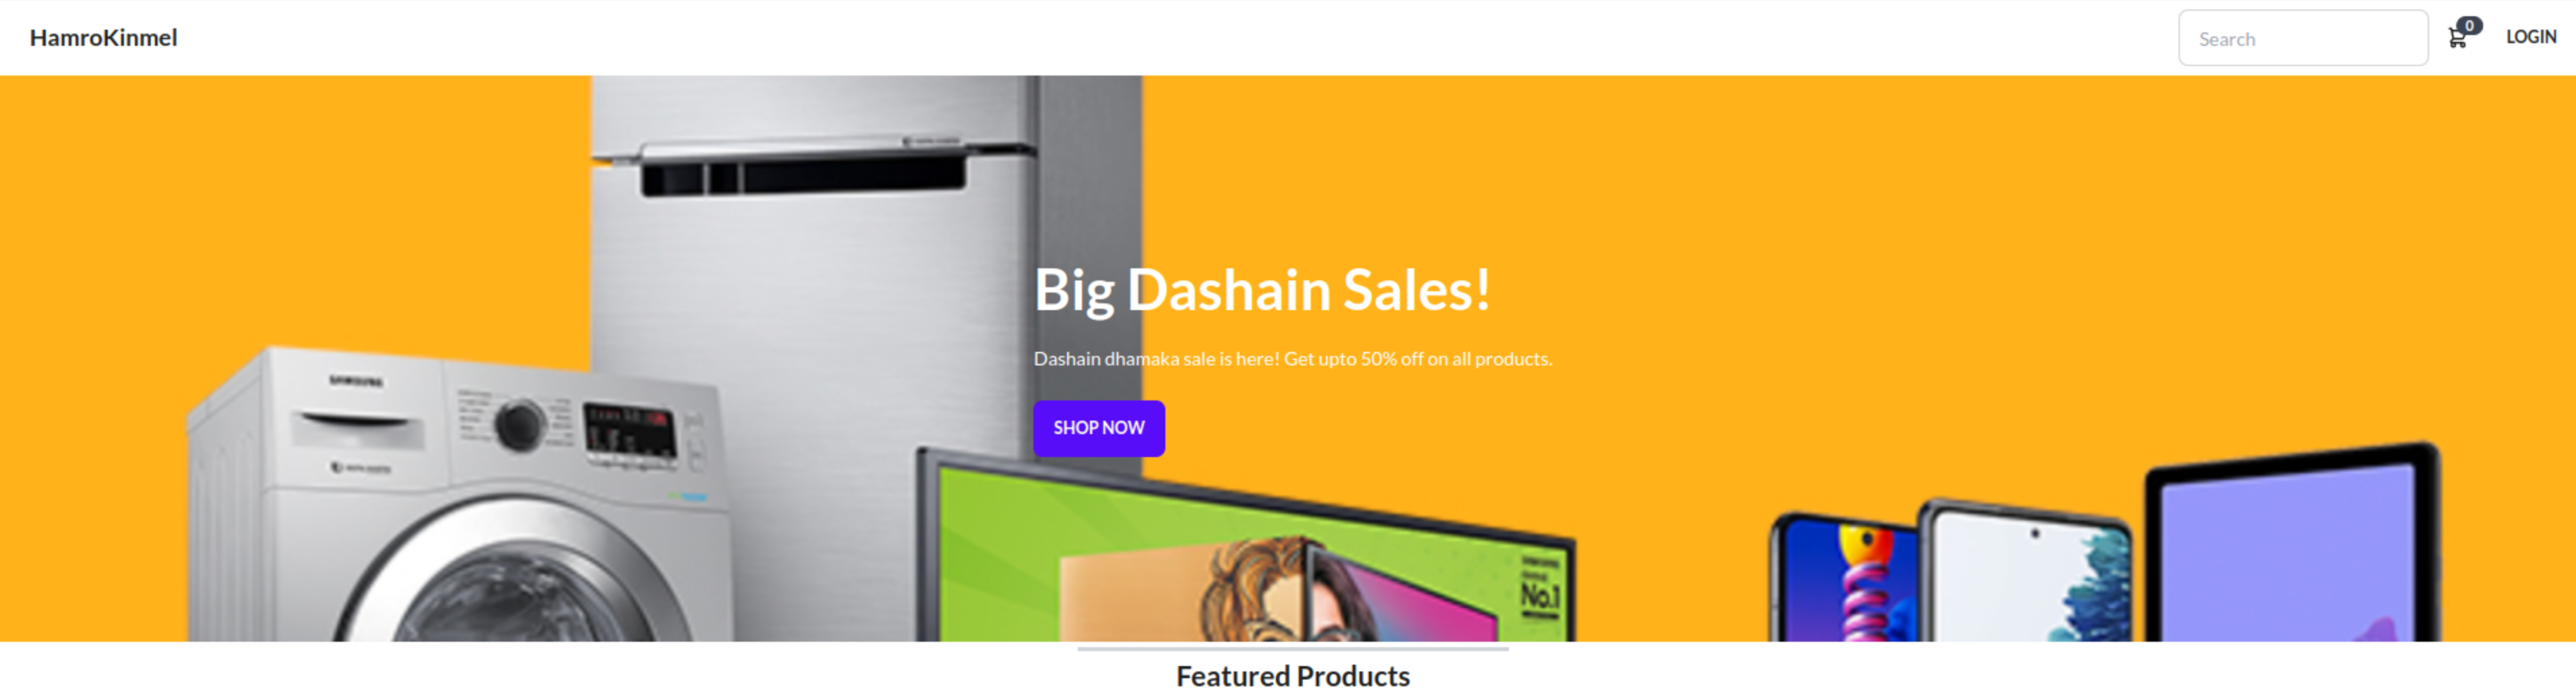 HamroKinmel
Search
0
LOGIN
Big Dashain Sales!
Dashain dhamaka sale is here! Get upto 50% off on all products.
SHOP NOW
SAMSUNG
No.1
Featured Products